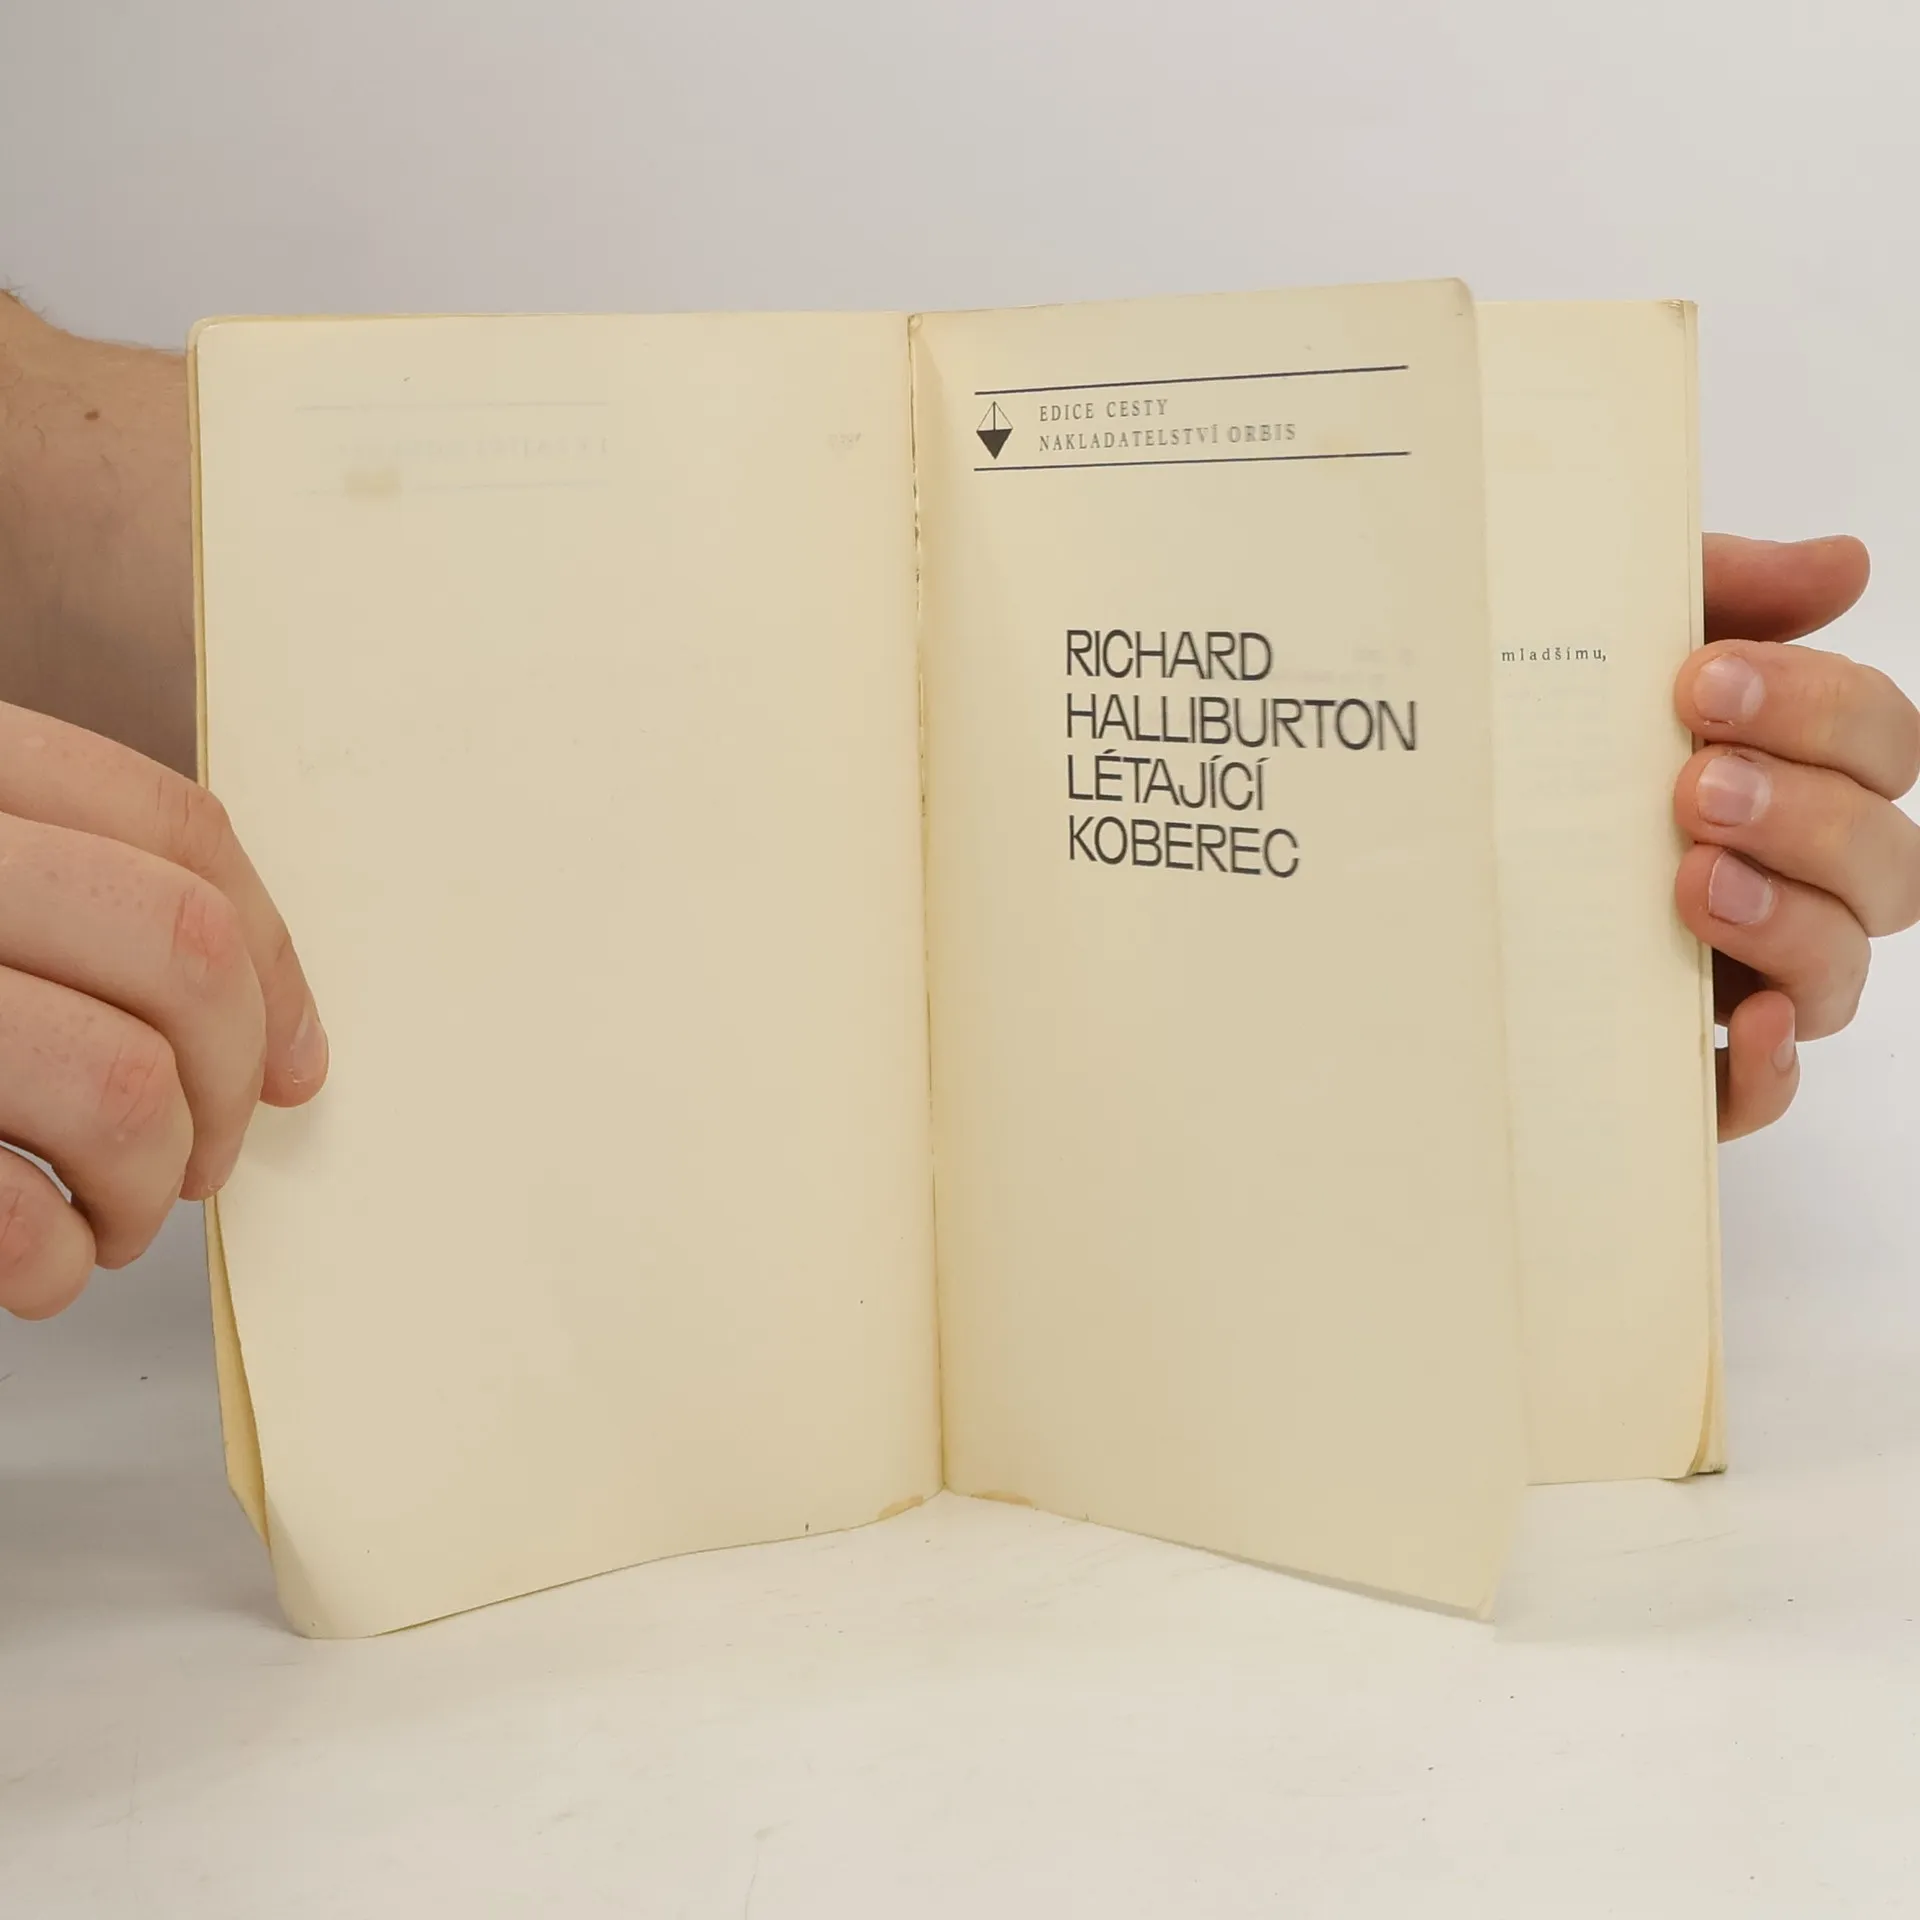 EDICE CESTY
NAKLADATELSTVÍ ORBIS
RICHARD
HALLIBURTON
LÉTAJÍCÍ
KOBEREC
mladšímu,